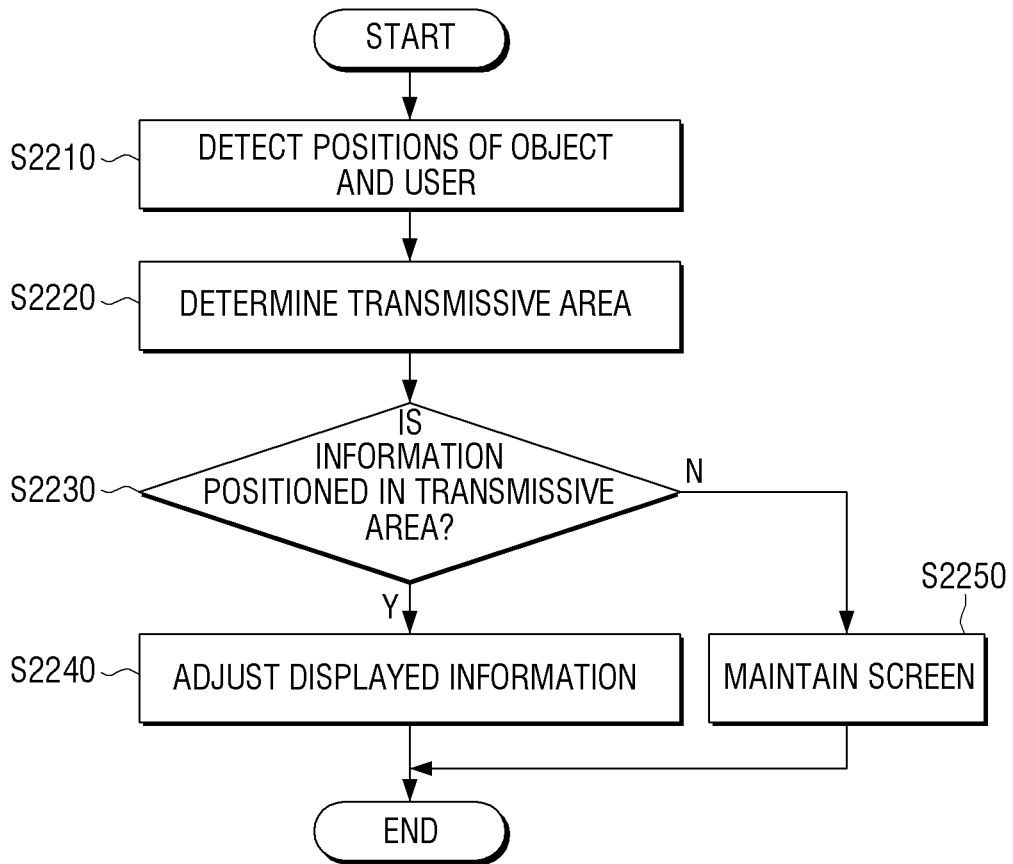 START
S2210
DETECT POSITIONS OF OBJECT
AND USER
S2220
DETERMINE TRANSMISSIVE AREA
S2230
IS
INFORMATION
POSITIONED IN TRANSMISSIVE
AREA?
N
Y
S2240
ADJUST DISPLAYED INFORMATION
S2250
MAINTAIN SCREEN
END